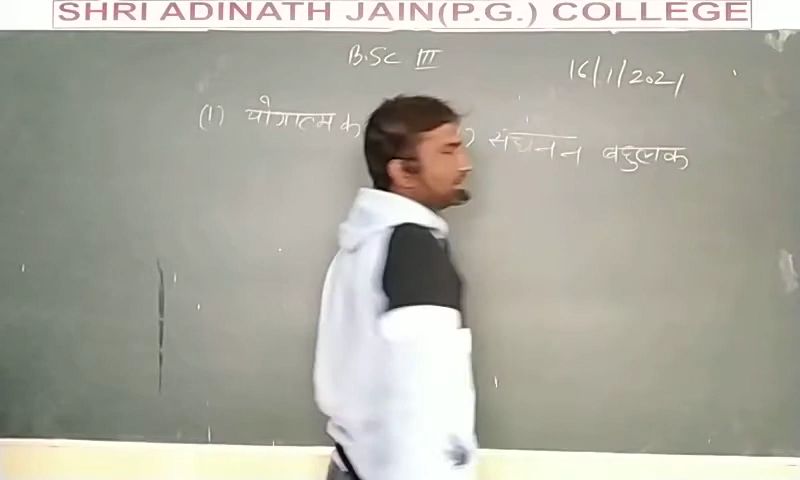 SHRI ADINATH JAIN(P.G.) COLLEGE
B.SC III
16/1/2021
(1) योगात्मक ) संघनन बहुलक